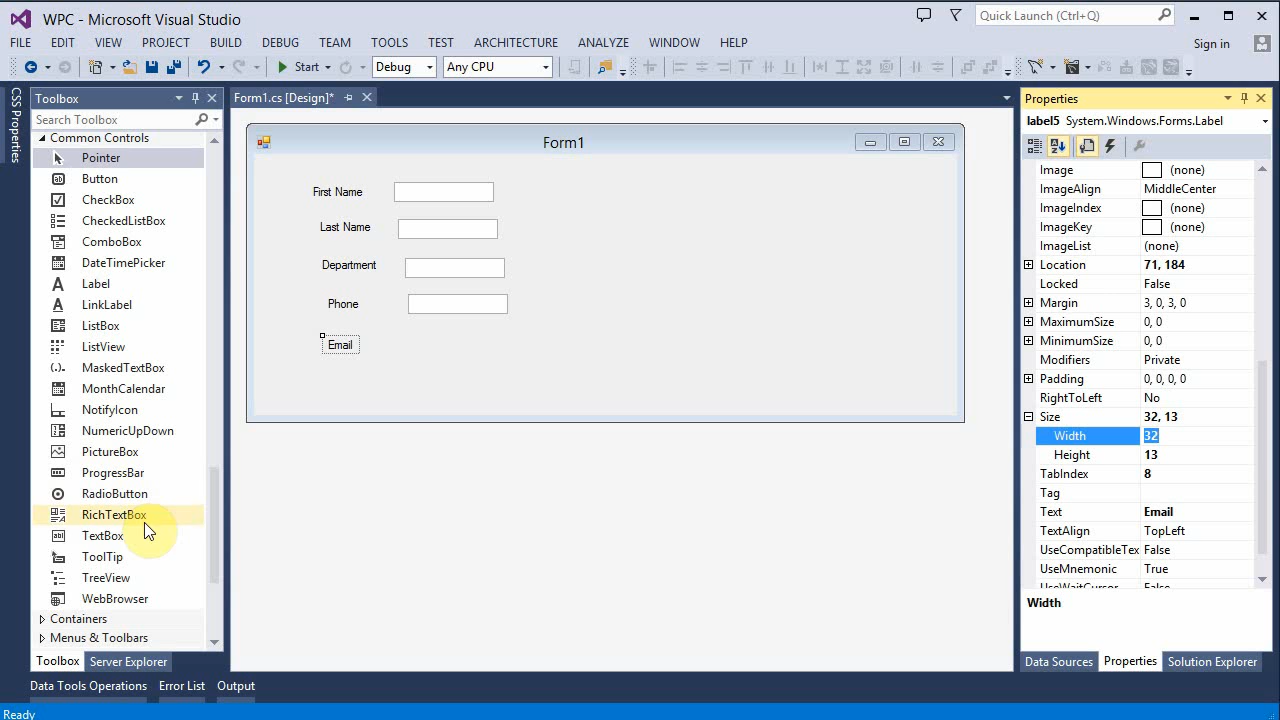 WPC - Microsoft Visual Studio
Quick Launch (Ctrl+Q)
FILE EDIT VIEW PROJECT BUILD DEBUG TEAM TOOLS TEST ARCHITECTURE ANALYZE WINDOW HELP
Sign in
Start Debug Any CPU
CSS Properties
Toolbox
Search Toolbox
Common Controls
Pointer
Button
CheckBox
CheckedListBox
ComboBox
DateTimePicker
Label
LinkLabel
ListBox
ListView
MaskedTextBox
MonthCalendar
NotifyIcon
NumericUpDown
PictureBox
ProgressBar
RadioButton
RichTextBox
TextBox
ToolTip
TreeView
WebBrowser
Containers
Menus & Toolbars
Toolbox Server Explorer
Form1.cs [Design]*
Form1
First Name
Last Name
Department
Phone
Email
Properties
label5 System.Windows.Forms.Label
Image (none)
ImageAlign MiddleCenter
ImageIndex (none)
ImageKey (none)
ImageList (none)
Location 71, 184
Locked False
Margin 3, 0, 3, 0
MaximumSize 0, 0
MinimumSize 0, 0
Modifiers Private
Padding 0, 0, 0, 0
RightToLeft No
Size 32, 13
Width 32
Height 13
TabIndex 8
Tag
Text Email
TextAlign TopLeft
UseCompatibleTex False
UseMnemonic True
UseWaitCursor False
Width
Data Sources Properties Solution Explorer
Data Tools Operations Error List Output
Ready